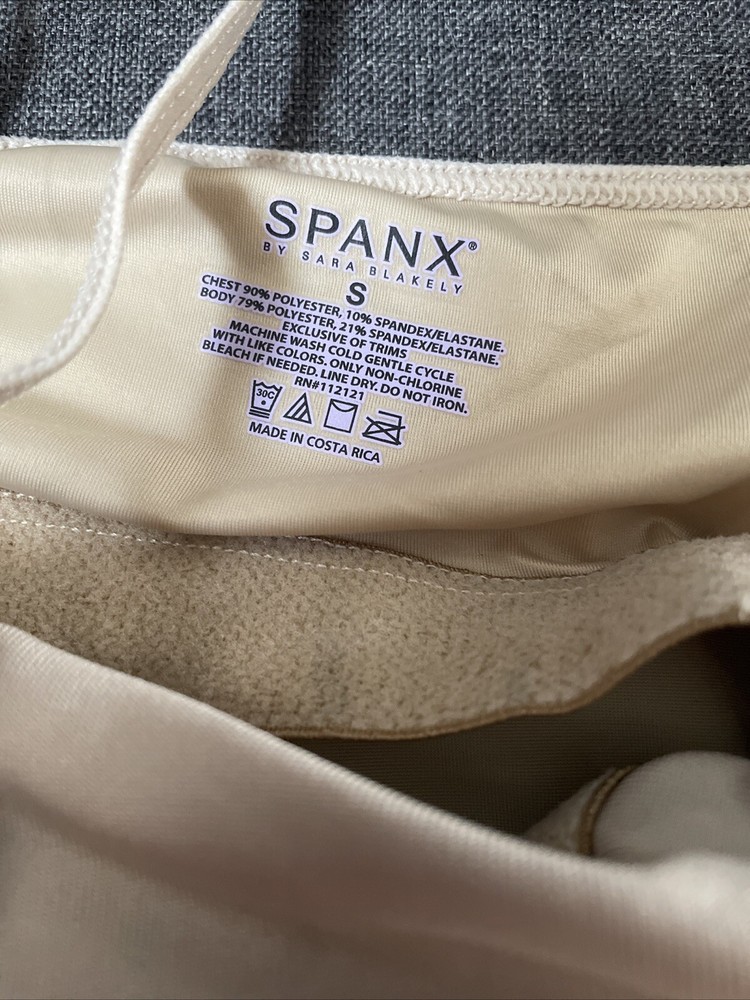 SPANX®
BY SARA BLAKELY
S
CHEST 90% POLYESTER, 10% SPANDEX/ELASTANE.
BODY 79% POLYESTER, 21% SPANDEX/ELASTANE.
EXCLUSIVE OF TRIMS
MACHINE WASH COLD GENTLE CYCLE
WITH LIKE COLORS. ONLY NON-CHLORINE
BLEACH IF NEEDED. LINE DRY. DO NOT IRON.
RN#112121
30C
MADE IN COSTA RICA